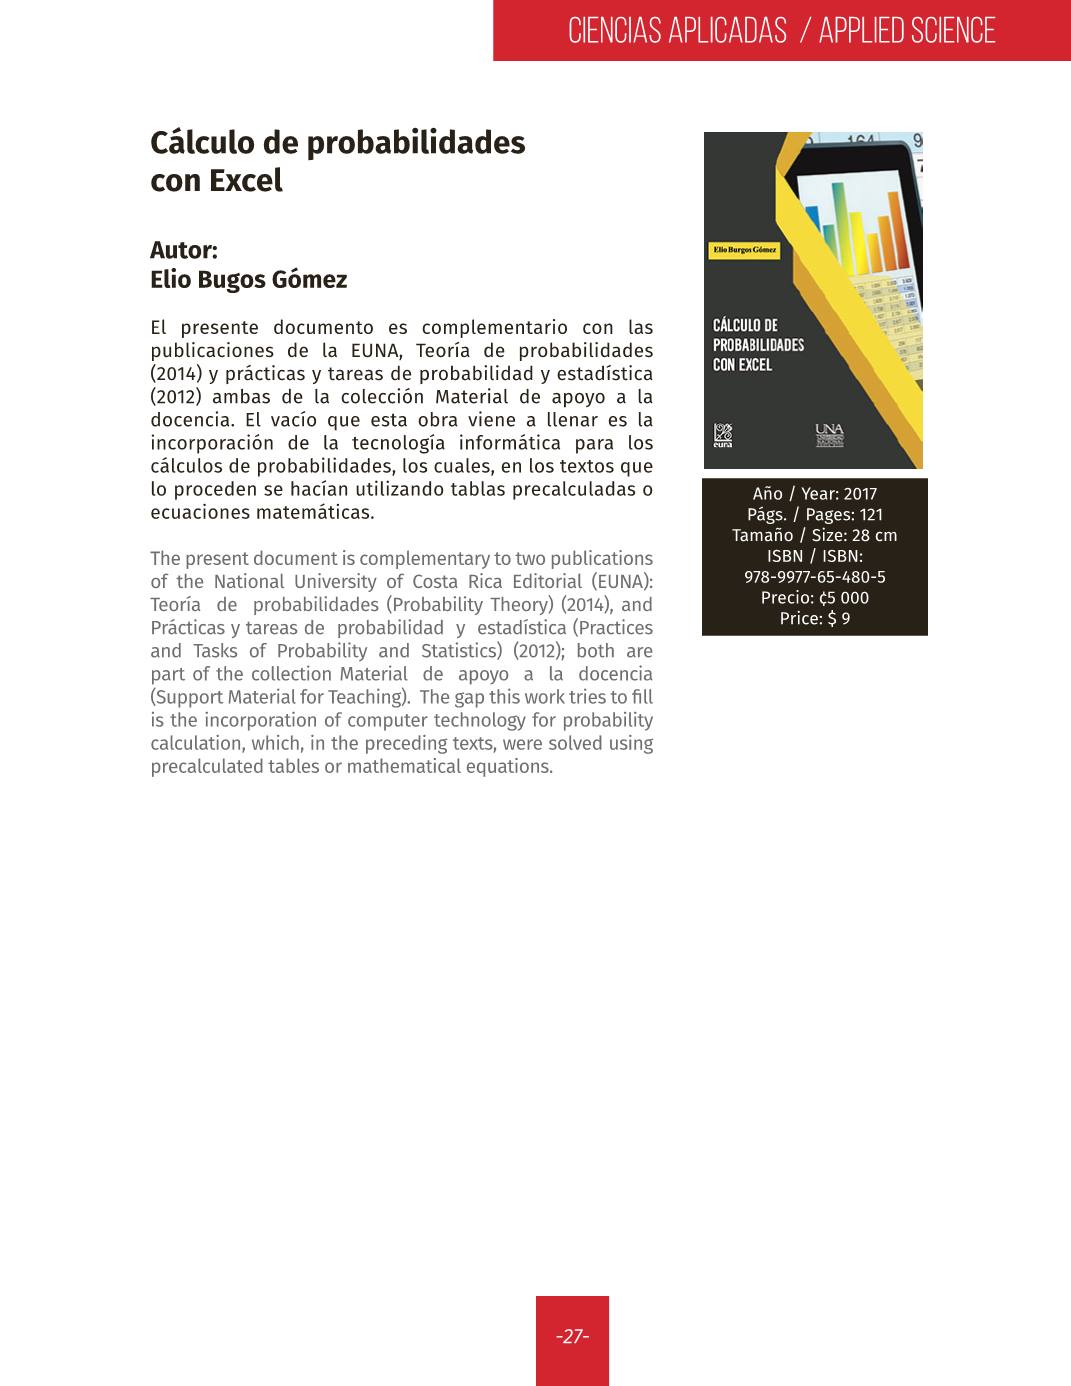 CIENCIAS APLICADAS / APPLIED SCIENCE
Cálculo de probabilidades
con Excel
Autor:
Elio Bugos Gómez
El presente documento es complementario con las
publicaciones de la EUNA, Teoría de probabilidades
(2014) y prácticas y tareas de probabilidad y estadística
(2012) ambas de la colección Material de apoyo a la
docencia. El vacío que esta obra viene a llenar es la
incorporación de la tecnología informática para los
cálculos de probabilidades, los cuales, en los textos que
lo proceden se hacían utilizando tablas precalculadas o
ecuaciones matemáticas.
The present document is complementary to two publications
of the National University of Costa Rica Editorial (EUNA):
Teoría de probabilidades (Probability Theory) (2014), and
Prácticas y tareas de probabilidad y estadística (Practices
and Tasks of Probability and Statistics) (2012); both are
part of the collection Material de apoyo a la docencia
(Support Material for Teaching). The gap this work tries to fill
is the incorporation of computer technology for probability
calculation, which, in the preceding texts, were solved using
precalculated tables or mathematical equations.
164
Elio Burgos Gómez
CÁLCULO DE
PROBABILIDADES
CON EXCEL
euna
UNA
Año / Year: 2017
Págs. / Pages: 121
Tamaño / Size: 28 cm
ISBN / ISBN:
978-9977-65-480-5
Precio: ¢5 000
Price: $ 9
-27-